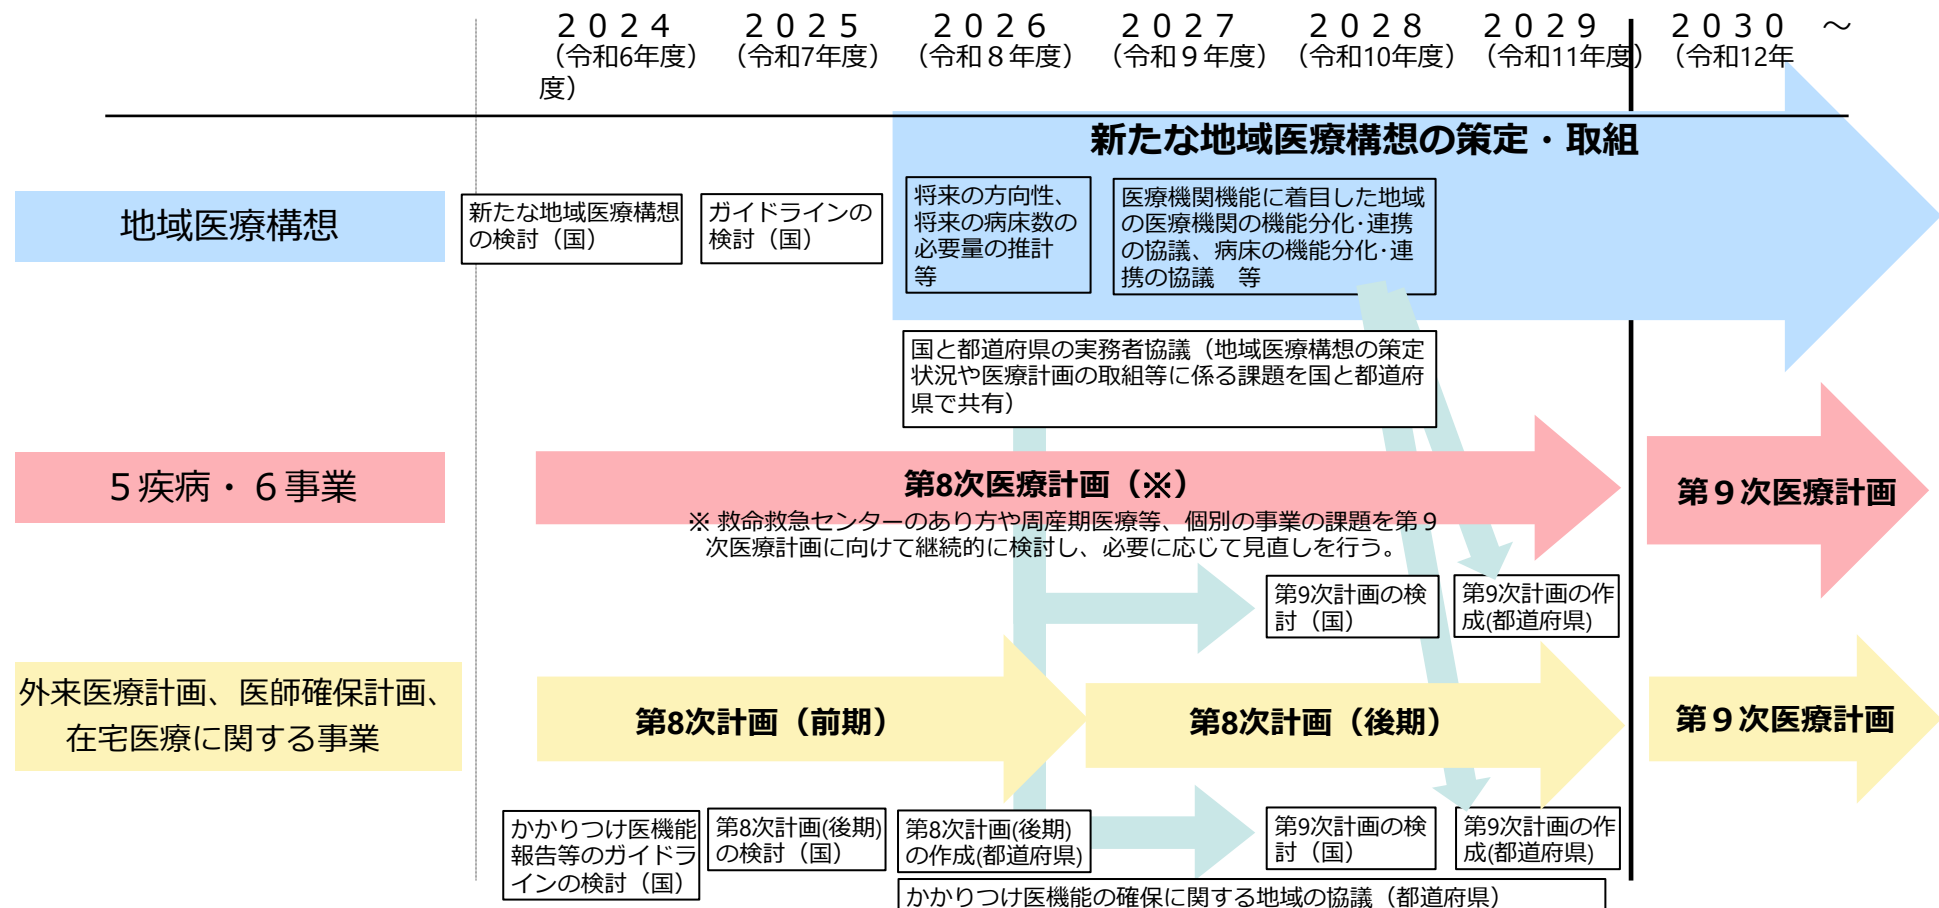 ２０２４　２０２５　２０２６　２０２７　２０２８　２０２９　２０３０　～
（令和6年度）（令和7年度）（令和８年度）（令和９年度）（令和10年度）（令和11年度）（令和12年
度）
新たな地域医療構想の策定・取組
地域医療構想
新たな地域医療構想
の検討（国）
ガイドラインの
検討（国）
将来の方向性、
将来の病床数の
必要量の推計
等
医療機関機能に着目した地域
の医療機関の機能分化･連携
の協議、病床の機能分化･連
携の協議　等
国と都道府県の実務者協議（地域医療構想の策定
状況や医療計画の取組等に係る課題を国と都道府
県で共有）
５疾病・６事業
第8次医療計画（※）
第９次医療計画
※ 救命救急センターのあり方や周産期医療等、個別の事業の課題を第９
次医療計画に向けて継続的に検討し、必要に応じて見直しを行う。
第9次計画の検
討（国）
第9次計画の作
成(都道府県)
外来医療計画、医師確保計画、
在宅医療に関する事業
第8次計画（前期）
第8次計画（後期）
第９次医療計画
かかりつけ医機能
報告等のガイドラ
インの検討（国）
第8次計画(後期)
の検討（国）
第8次計画(後期)
の作成(都道府県)
第9次計画の検
討（国）
第9次計画の作
成(都道府県)
かかりつけ医機能の確保に関する地域の協議（都道府県）